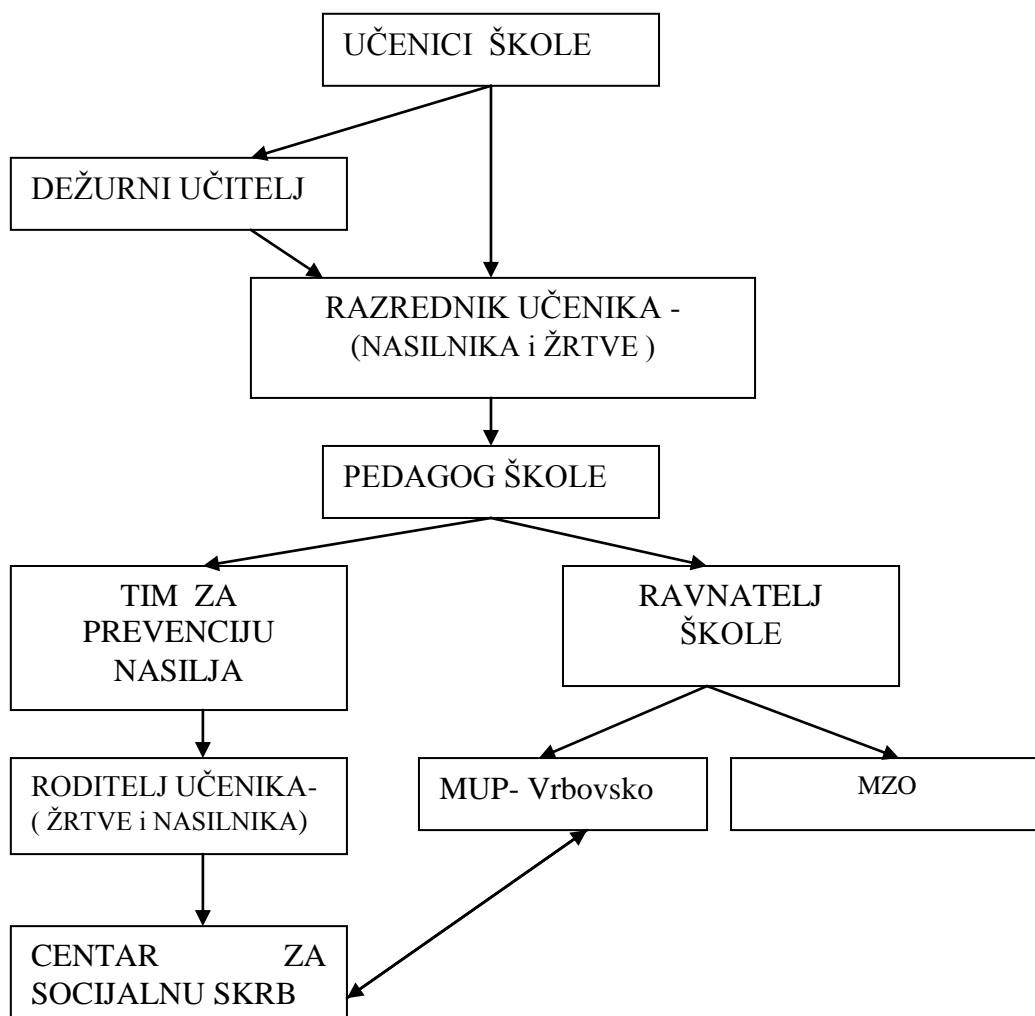 UČENICI ŠKOLE
DEŽURNI UČITELJ
RAZREDNIK UČENIKA -
(NASILNIKA i ŽRTVE )
PEDAGOG ŠKOLE
TIM ZA
PREVENCIJU
NASILJA
RAVNATELJ
ŠKOLE
RODITELJ UČENIKA-
( ŽRTVE i NASILNIKA)
MUP- Vrbovsko
MZO
CENTAR ZA
SOCIJALNU SKRB